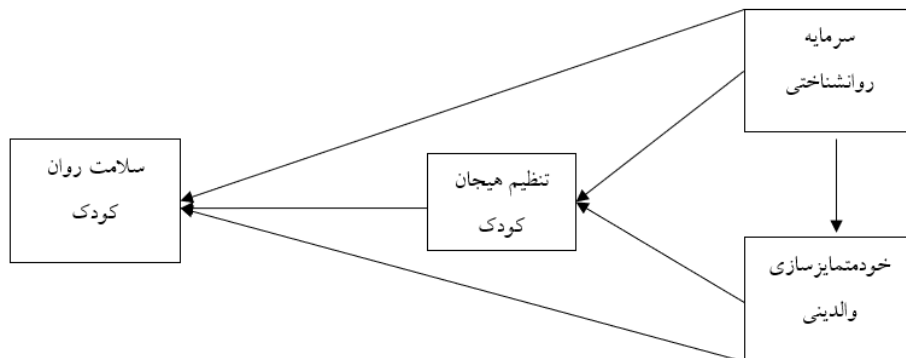 سرمایه
روانشناختی
تنظیم هیجان
کودک
سلامت روان
کودک
خودمتمایزسازی
والدینی